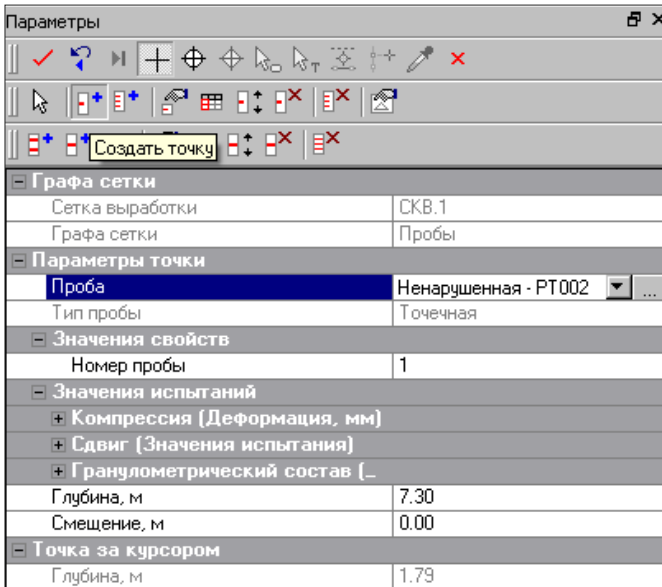 Параметры
Создать точку
Графа сетки
Сетка выработки СКВ.1
Графа сетки Пробы
Параметры точки
Проба Ненарушенная - PT002 ...
Тип пробы Точечная
Значения свойств
Номер пробы 1
Значения испытаний
Компрессия (Деформация, мм)
Сдвиг (Значения испытания)
Гранулометрический состав (_
Глубина, м 7.30
Смещение, м 0.00
Точка за курсором
Глубина, м 1.79